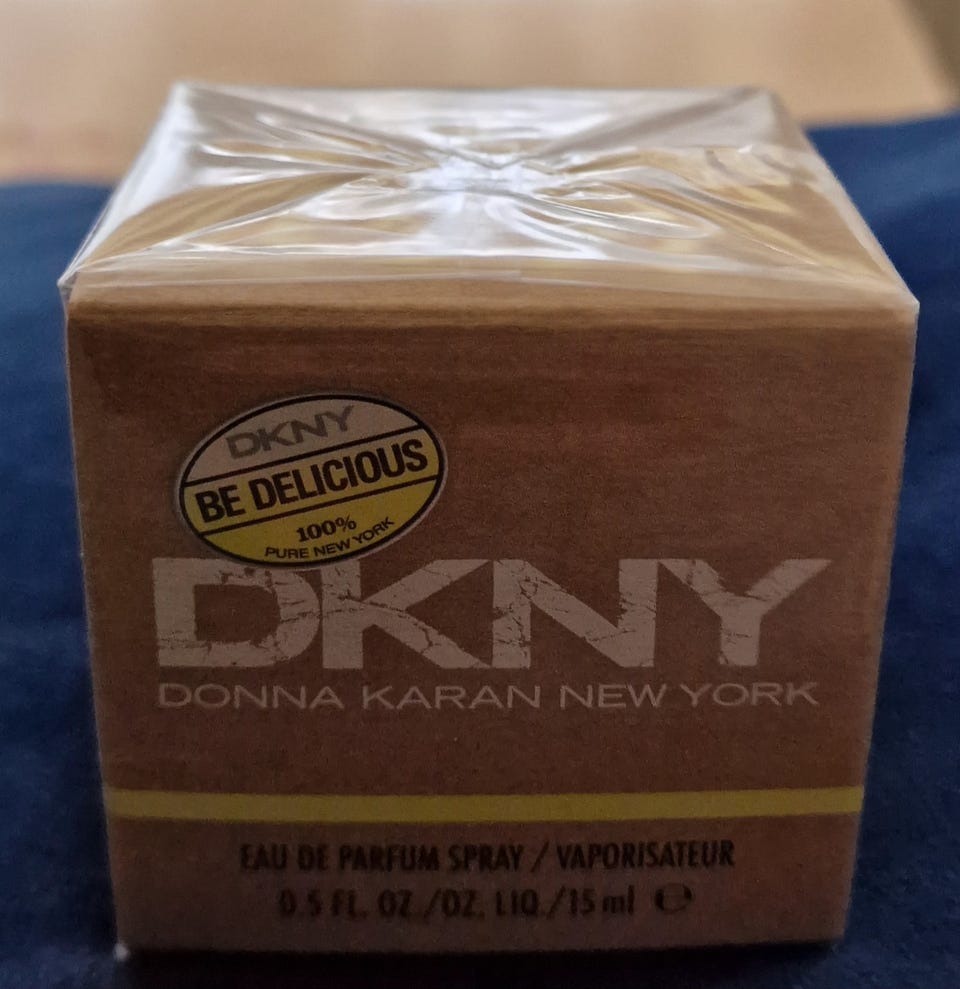 DKNY
BE DELICIOUS
100%
PURE NEW YORK
DKNY
DONNA KARAN NEW YORK
EAU DE PARFUM SPRAY / VAPORISATEUR
0.5 FL. OZ./OZ. LIQ./15 ml ℮